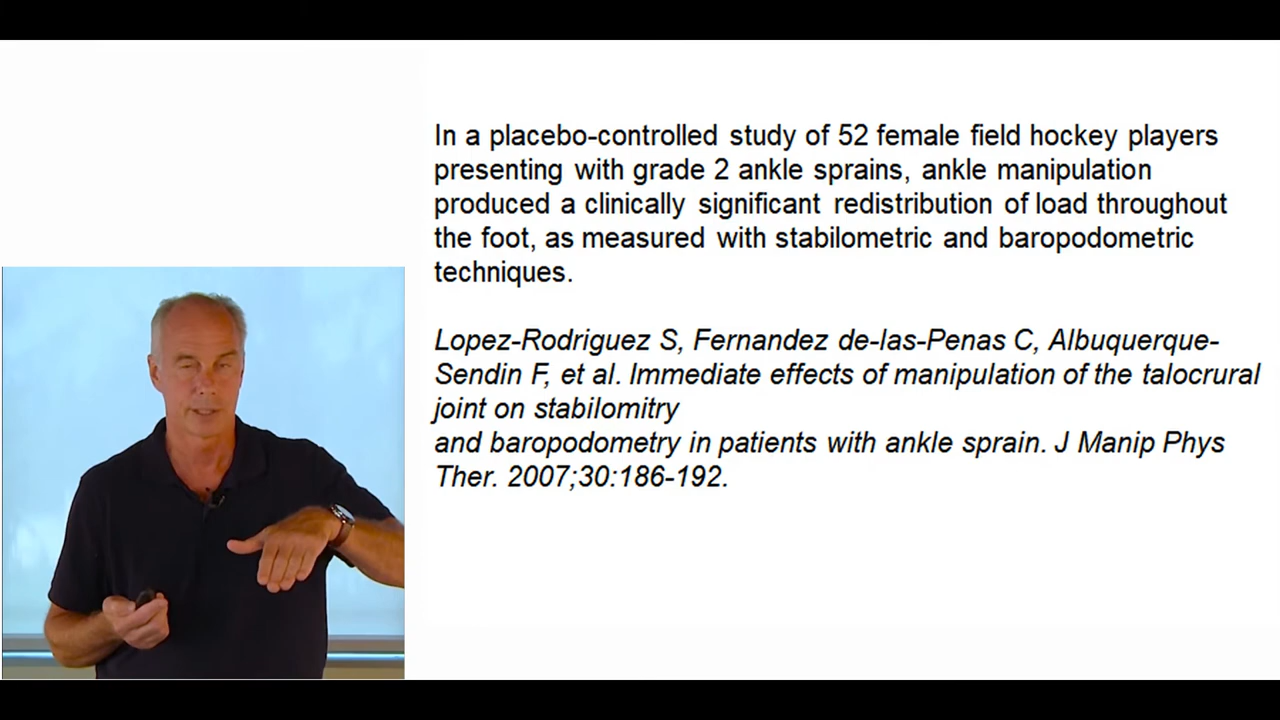 In a placebo-controlled study of 52 female field hockey players
presenting with grade 2 ankle sprains, ankle manipulation
produced a clinically significant redistribution of load throughout
the foot, as measured with stabilometric and baropodometric
techniques.
Lopez-Rodriguez S, Fernandez de-las-Penas C, Albuquerque-
Sendin F, et al. Immediate effects of manipulation of the talocrural
joint on stabilomitry
and baropodometry in patients with ankle sprain. J Manip Phys
Ther. 2007;30:186-192.